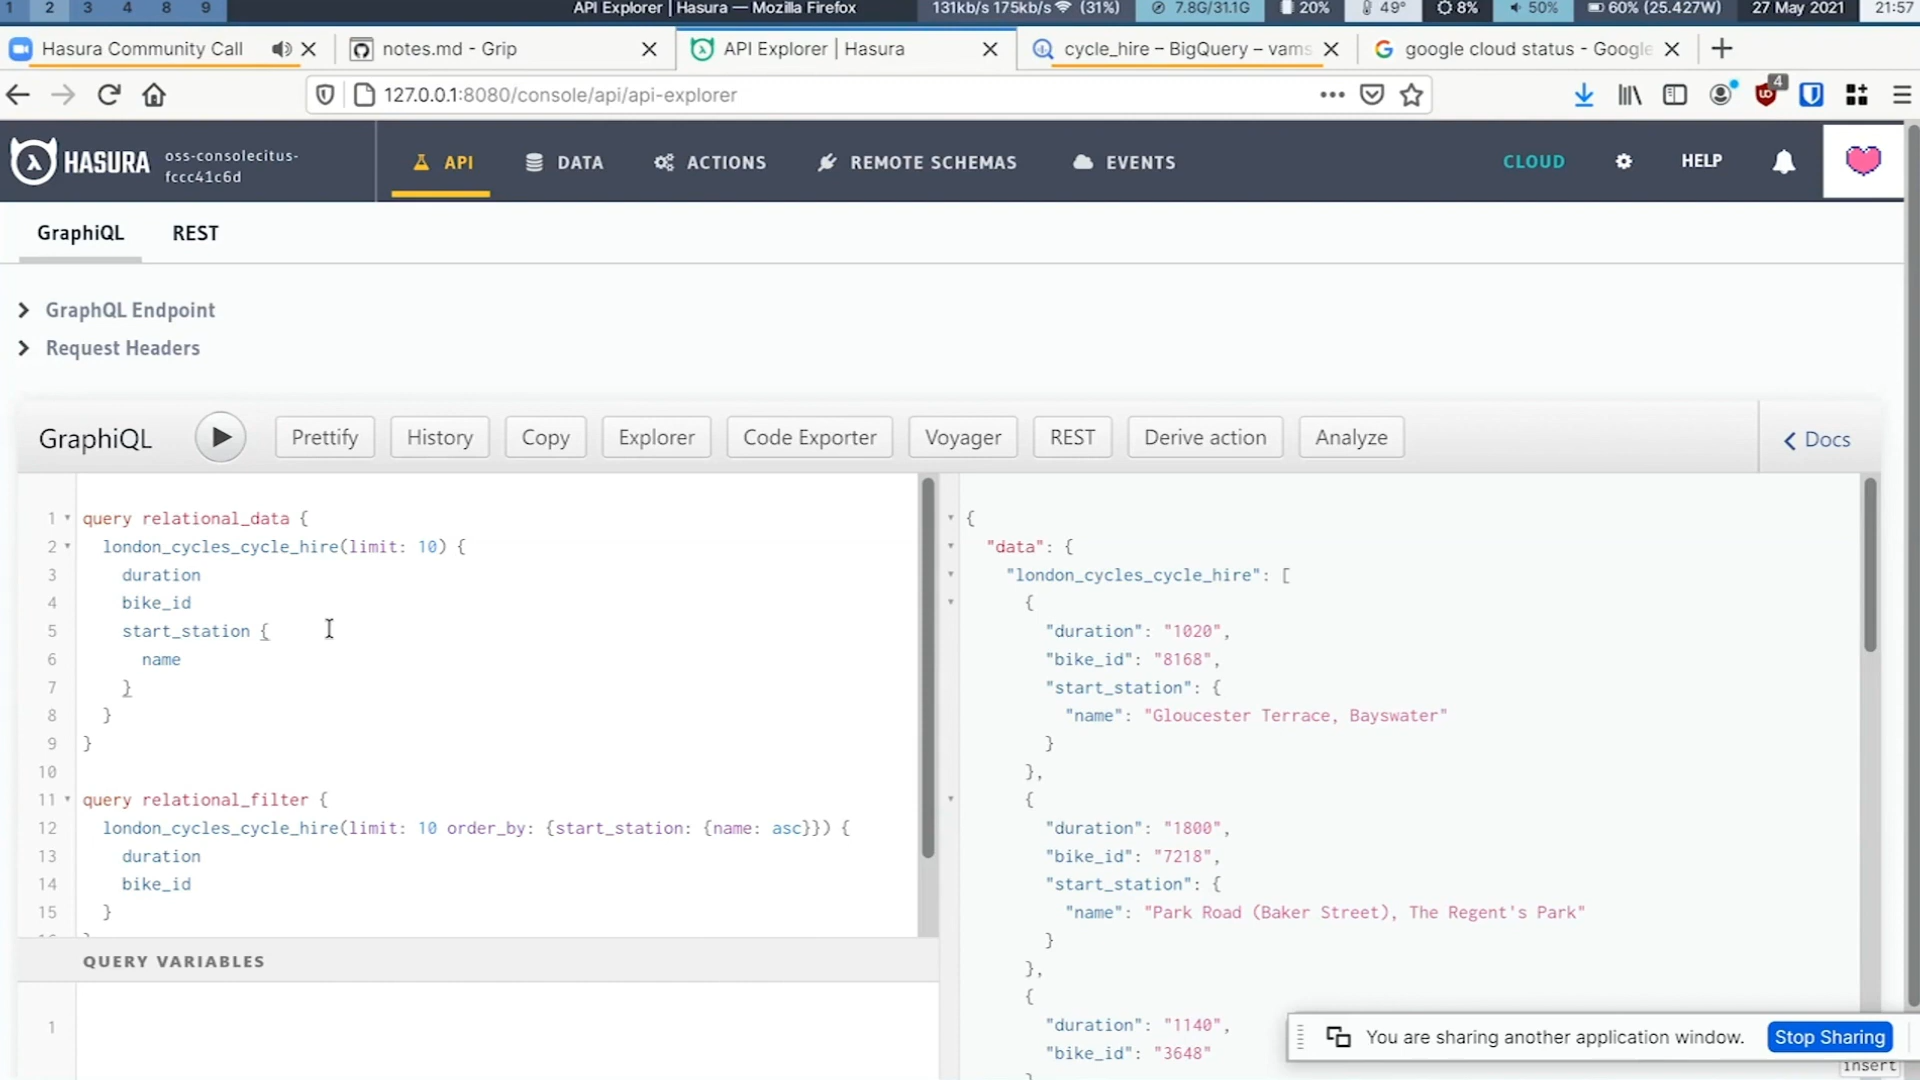 1 2 3 4 8 9 API Explorer | Hasura — Mozilla Firefox 131kb/s 175kb/s (31%) 7.8G/31.1G 20% 49° 8% 50% 60% (25.427W) 27 May 2021 21:57
Hasura Community Call notes.md - Grip API Explorer | Hasura cycle_hire – BigQuery – vams google cloud status - Google
127.0.0.1:8080/console/api/api-explorer 4
HASURA oss-consolecitus-
fccc41c6d
API DATA ACTIONS REMOTE SCHEMAS EVENTS CLOUD HELP
GraphiQL REST
GraphQL Endpoint
Request Headers
GraphiQL Prettify History Copy Explorer Code Exporter Voyager REST Derive action Analyze < Docs
1 query relational_data {
2 london_cycles_cycle_hire(limit: 10) {
3 duration
4 bike_id
5 start_station {
6 name
7 }
8 }
9 }
10
11 query relational_filter {
12 london_cycles_cycle_hire(limit: 10 order_by: {start_station: {name: asc}}) {
13 duration
14 bike_id
15 }
QUERY VARIABLES
1
{
"data": {
"london_cycles_cycle_hire": [
{
"duration": "1020",
"bike_id": "8168",
"start_station": {
"name": "Gloucester Terrace, Bayswater"
}
},
{
"duration": "1800",
"bike_id": "7218",
"start_station": {
"name": "Park Road (Baker Street), The Regent's Park"
}
},
{
"duration": "1140",
"bike_id": "3648"
You are sharing another application window. Stop Sharing
insert